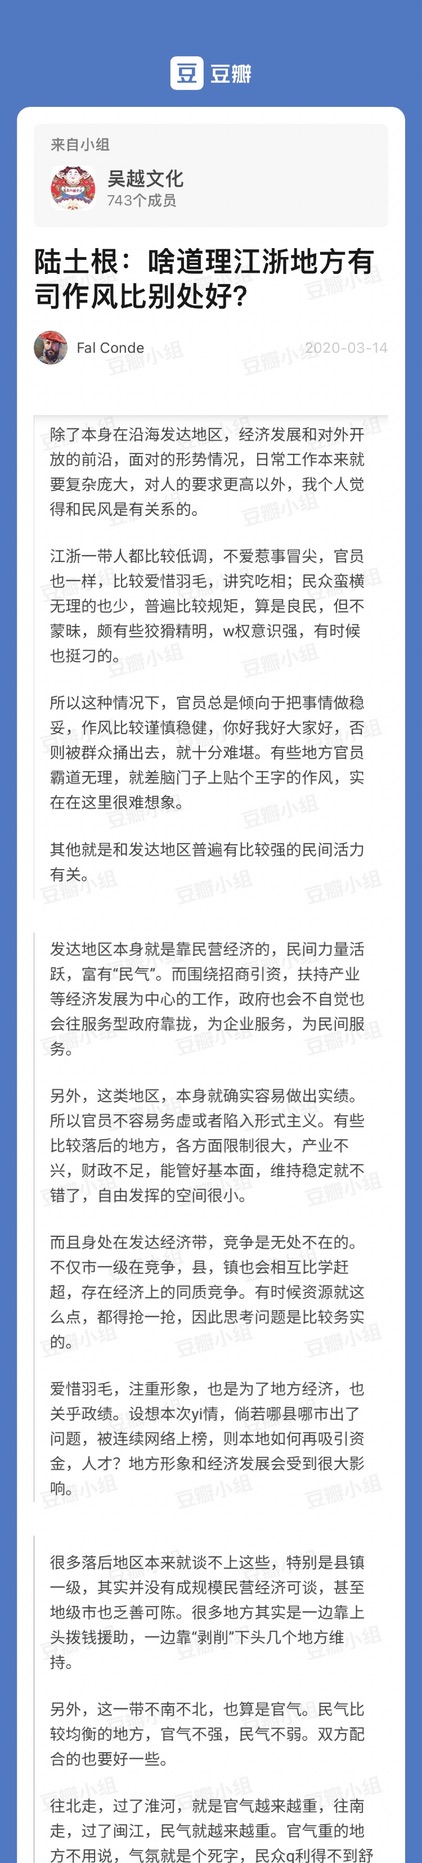 豆 豆瓣
来自小组
吴越文化
743个成员
陆土根：啥道理江浙地方有
司作风比别处好？
Fal Conde
2020-03-14
除了本身在沿海发达地区，经济发展和对外开
放的前沿，面对的形势情况，日常工作本来就
要复杂庞大，对人的要求更高以外，我个人觉
得和民风是有关系的。
江浙一带人都比较低调，不爱惹事冒尖，官员
也一样，比较爱惜羽毛，讲究吃相；民众蛮横
无理的也少，普遍比较规矩，算是良民，但不
蒙昧，颇有些狡猾精明，w权意识强，有时候
也挺刁的。
所以这种情况下，官员总是倾向于把事情做稳
妥，作风比较谨慎稳健，你好我好大家好，否
则被群众捅出去，就十分难堪。有些地方官员
霸道无理，就差脑门子上贴个王字的作风，实
在在这里很难想象。
其他就是和发达地区普遍有比较强的民间活力
有关。
发达地区本身就是靠民营经济的，民间力量活
跃，富有“民气”。而围绕招商引资，扶持产业
等经济发展为中心的工作，政府也会不自觉也
会往服务型政府靠拢，为企业服务，为民间服
务。
另外，这类地区，本身就确实容易做出实绩。
所以官员不容易务虚或者陷入形式主义。有些
比较落后的地方，各方面限制很大，产业不
兴，财政不足，能管好基本面，维持稳定就不
错了，自由发挥的空间很小。
而且身处在发达经济带，竞争是无处不在的。
不仅市一级在竞争，县，镇也会相互比学赶
超，存在经济上的同质竞争。有时候资源就这
么点，都得抢一抢，因此思考问题是比较务实
的。
爱惜羽毛，注重形象，也是为了地方经济，也
关乎政绩。设想本次yi情，倘若哪县哪市出了
问题，被连续网络上榜，则本地如何再吸引资
金，人才？地方形象和经济发展会受到很大影
响。
很多落后地区本来就谈不上这些，特别是县镇
一级，其实并没有成规模民营经济可谈，甚至
地级市也乏善可陈。很多地方其实是一边靠上
头拨钱援助，一边靠“剥削”下头几个地方维
持。
另外，这一带不南不北，也算是官气。民气比
较均衡的地方，官气不强，民气不弱。双方配
合的也要好一些。
往北走，过了淮河，就是官气越来越重，往南
走，过了闽江，民气就越来越重。官气重的地
方不用说，气氛就是个死字，民众q利得不到舒